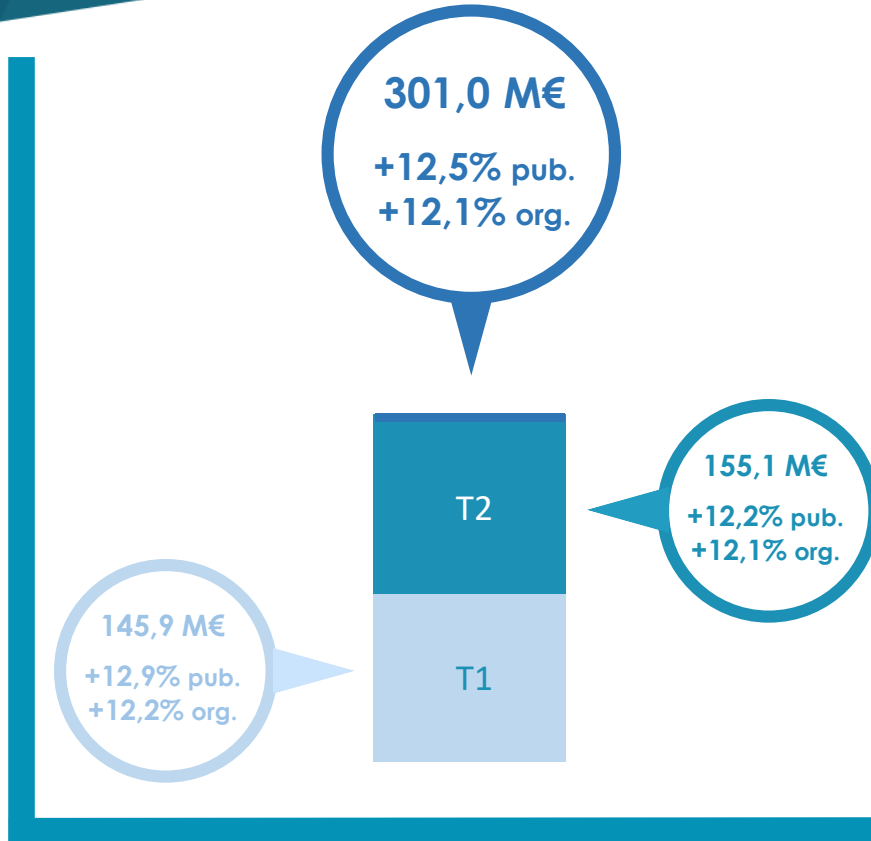 301,0 M€
+12,5% pub.
+12,1% org.
T2
155,1 M€
+12,2% pub.
+12,1% org.
145,9 M€
+12,9% pub.
+12,2% org.
T1